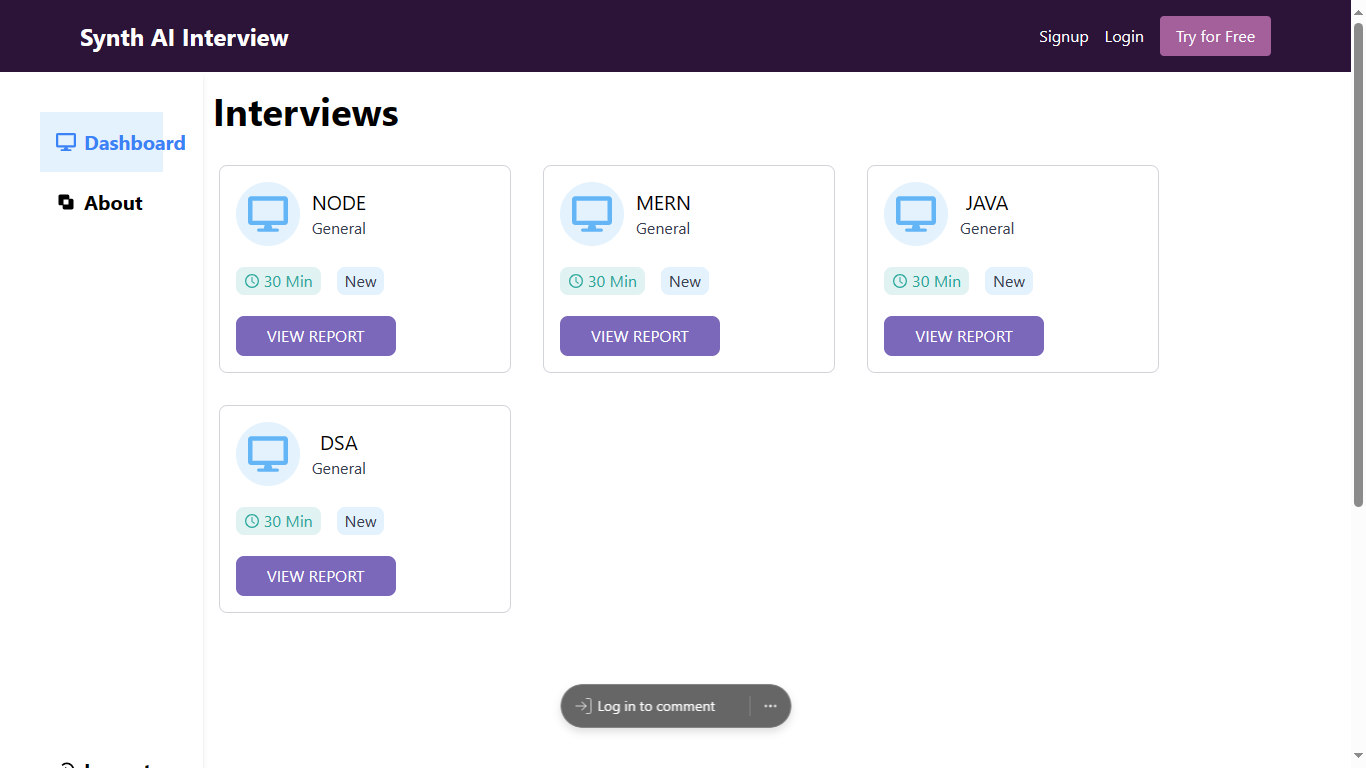 Synth AI Interview
Signup Login Try for Free
Dashboard
About
Interviews
NODE
General
30 Min New
VIEW REPORT
MERN
General
30 Min New
VIEW REPORT
JAVA
General
30 Min New
VIEW REPORT
DSA
General
30 Min New
VIEW REPORT
Log in to comment